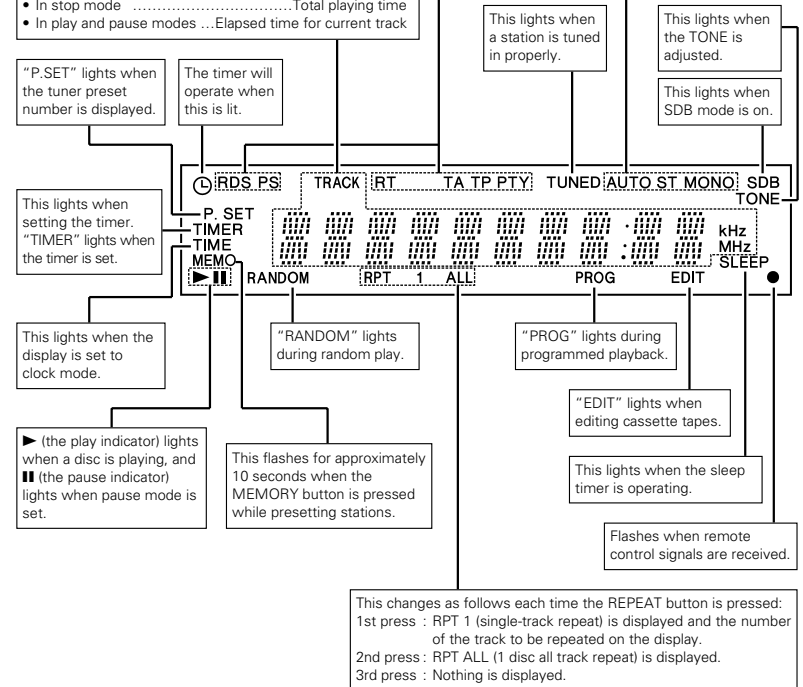 • In stop mode ................................Total playing time
• In play and pause modes ...Elapsed time for current track
This lights when
a station is tuned
in properly.
This lights when
the TONE is
adjusted.
"P.SET" lights when
the tuner preset
number is displayed.
The timer will
operate when
this is lit.
This lights when
SDB mode is on.
RDS PS TRACK RT TA TP PTY TUNED AUTO ST MONO SDB
TONE
P. SET
TIMER
TIME
MEMO
kHz
MHz
SLEEP
►❚❚ RANDOM RPT 1 ALL PROG EDIT ●
This lights when
setting the timer.
"TIMER" lights when
the timer is set.
This lights when the
display is set to
clock mode.
"RANDOM" lights
during random play.
"PROG" lights during
programmed playback.
"EDIT" lights when
editing cassette tapes.
► (the play indicator) lights
when a disc is playing, and
❚❚ (the pause indicator)
lights when pause mode is
set.
This flashes for approximately
10 seconds when the
MEMORY button is pressed
while presetting stations.
This lights when the sleep
timer is operating.
Flashes when remote
control signals are received.
This changes as follows each time the REPEAT button is pressed:
1st press : RPT 1 (single-track repeat) is displayed and the number
of the track to be repeated on the display.
2nd press : RPT ALL (1 disc all track repeat) is displayed.
3rd press : Nothing is displayed.